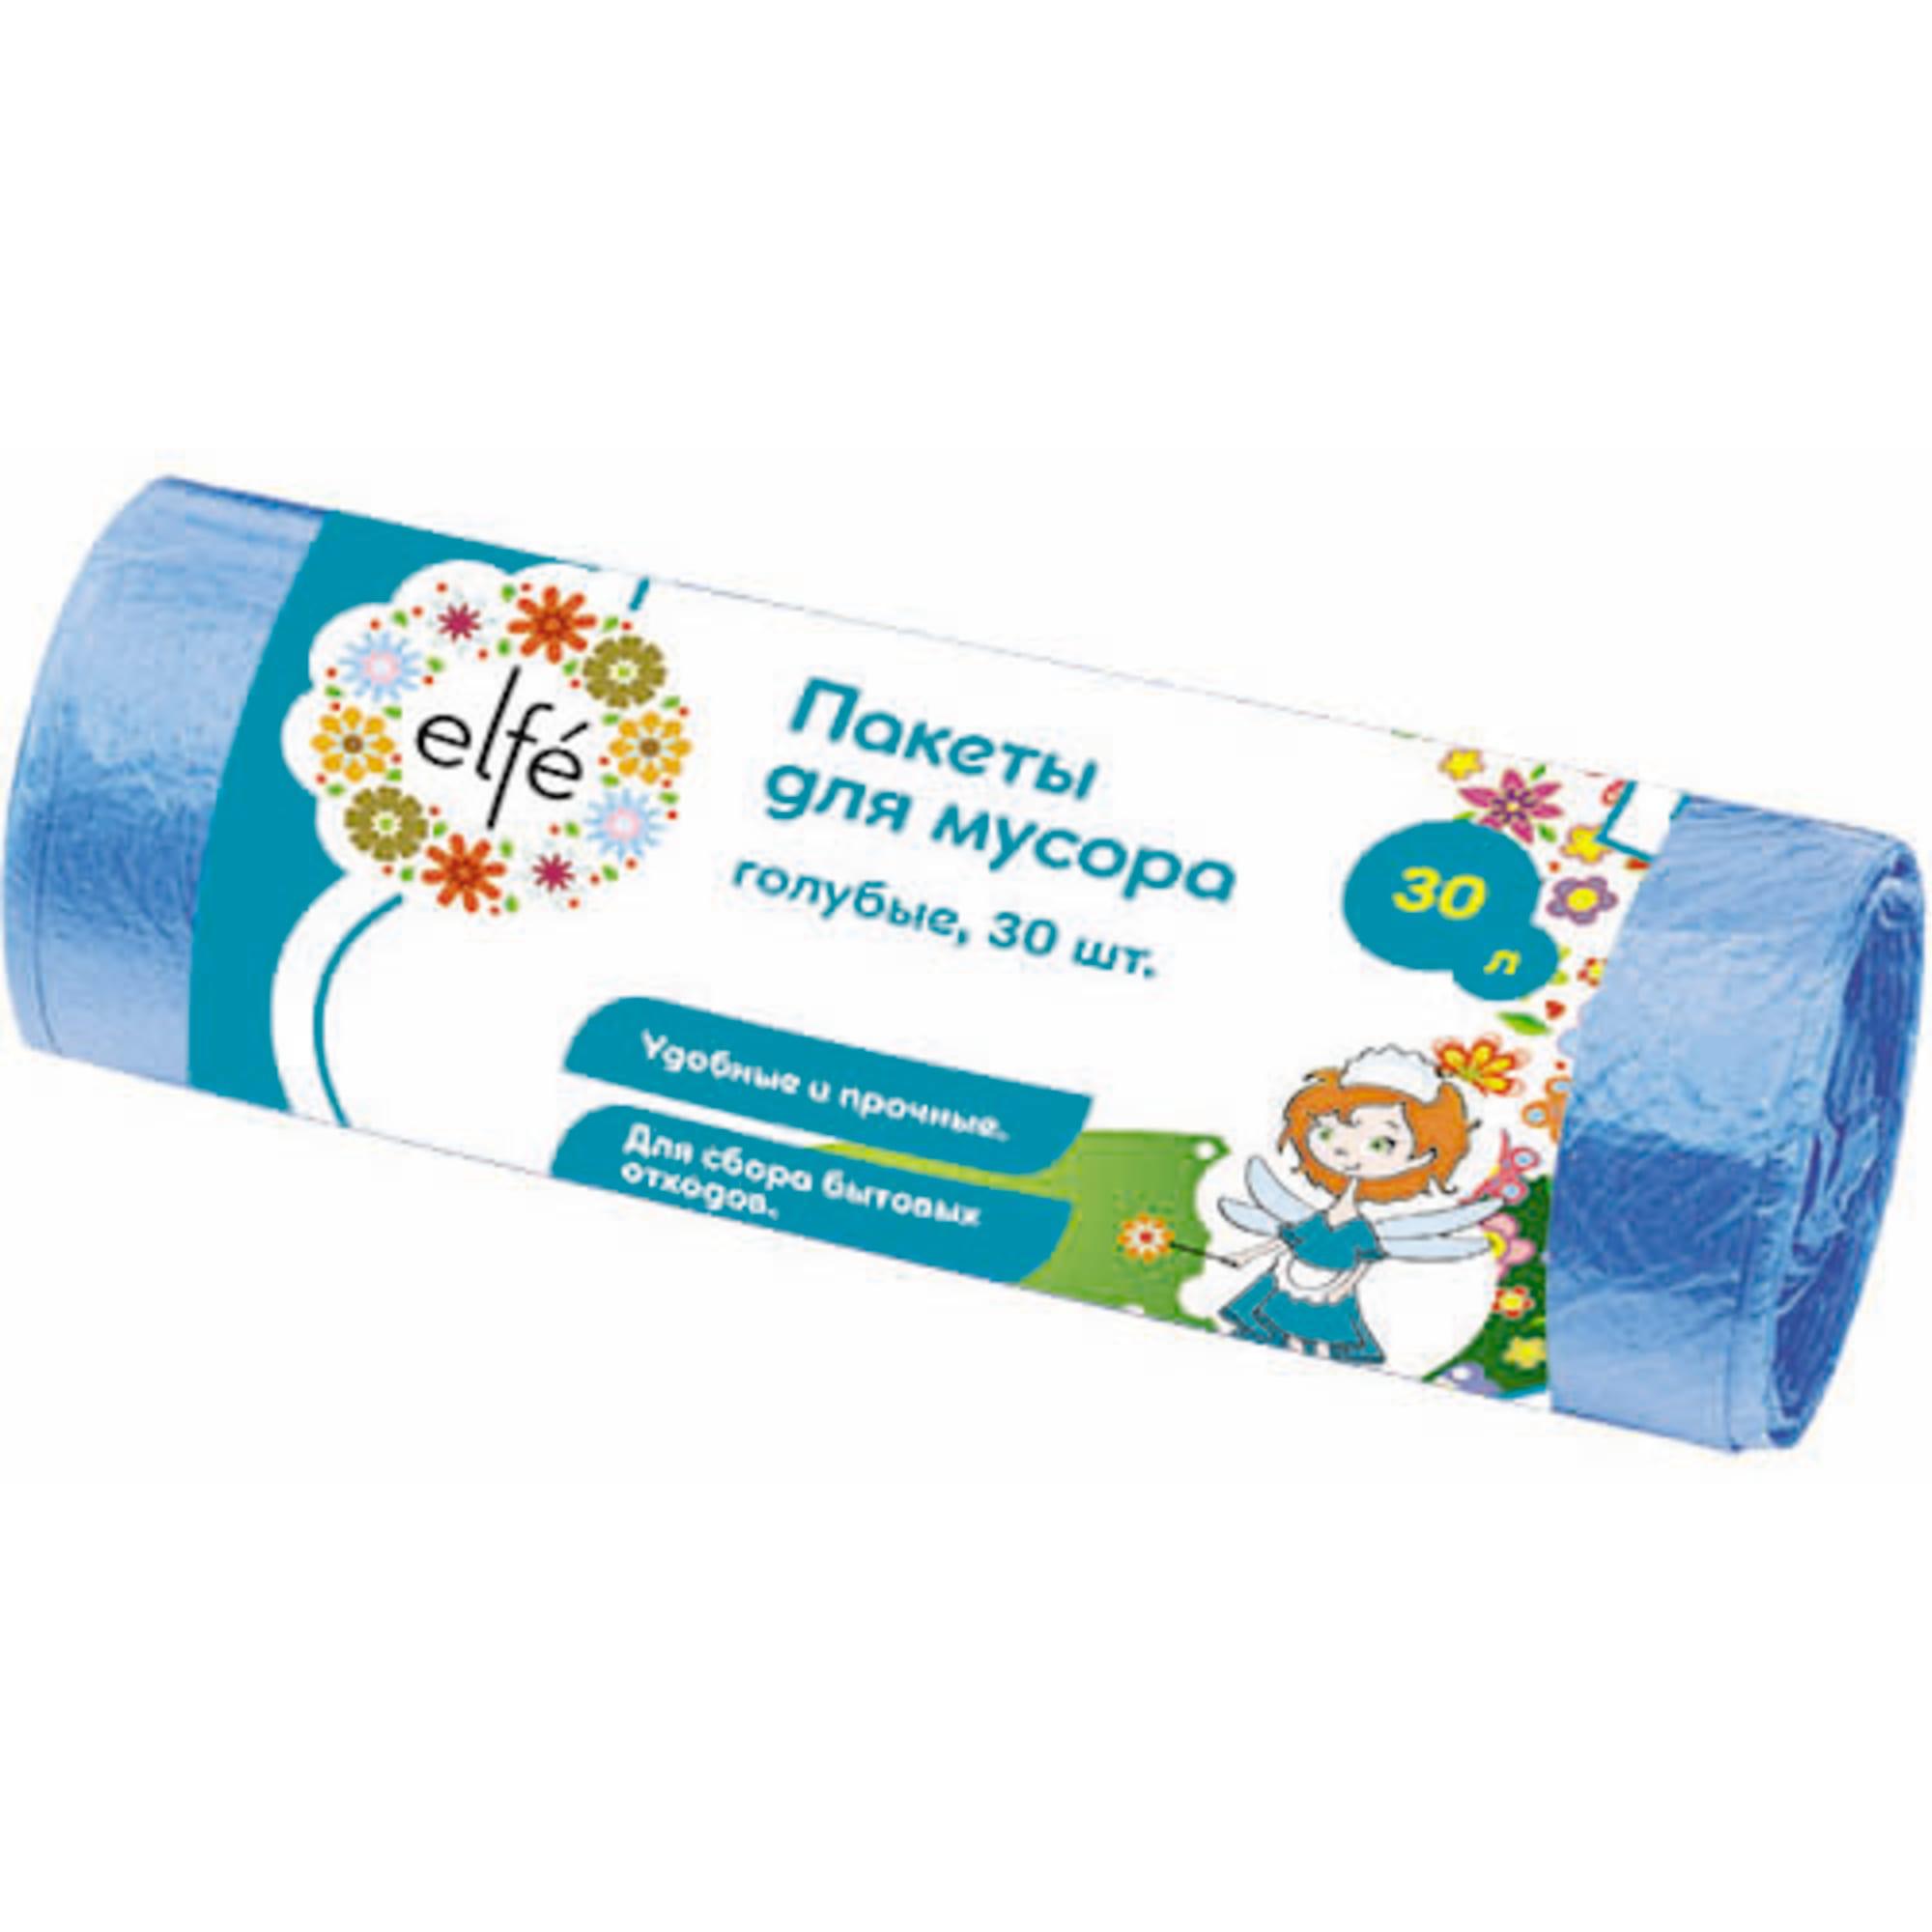 elfé
Пакеты
для мусора
голубые, 30 шт.
30
л
Удобные и прочные.
Для сбора бытовых
отходов.